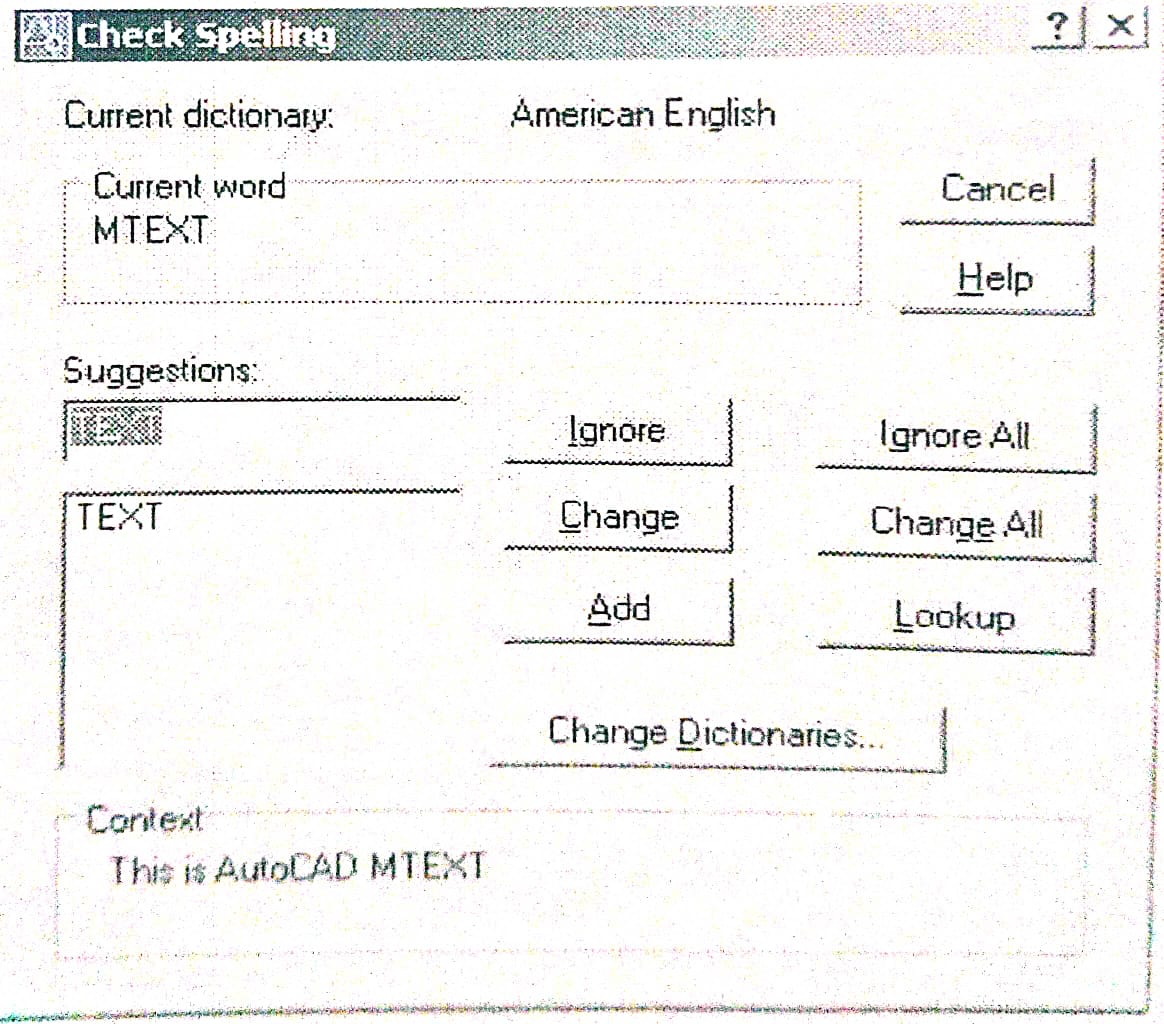 Check Spelling ? X
Current dictionary: American English
Current word
MTEXT
Cancel
Help
Suggestions:
TEXT
TEXT
Ignore
Ignore All
Change
Change All
Add
Lookup
Change Dictionaries...
Context
This is AutoCAD MTEXT